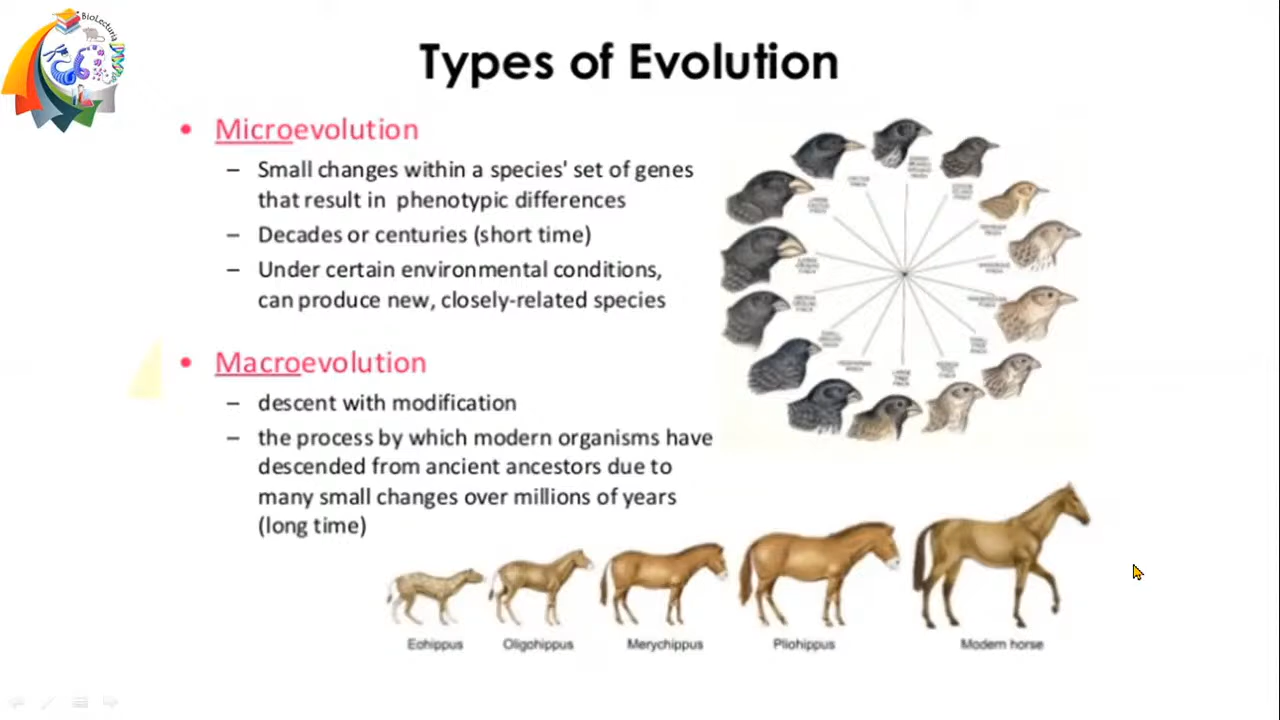 BioLecturia
Types of Evolution
• Microevolution
– Small changes within a species' set of genes
that result in phenotypic differences
– Decades or centuries (short time)
– Under certain environmental conditions,
can produce new, closely-related species
• Macroevolution
– descent with modification
– the process by which modern organisms have
descended from ancient ancestors due to
many small changes over millions of years
(long time)
Eohippus
Oligohippus
Merychippus
Pliohippus
Modern horse